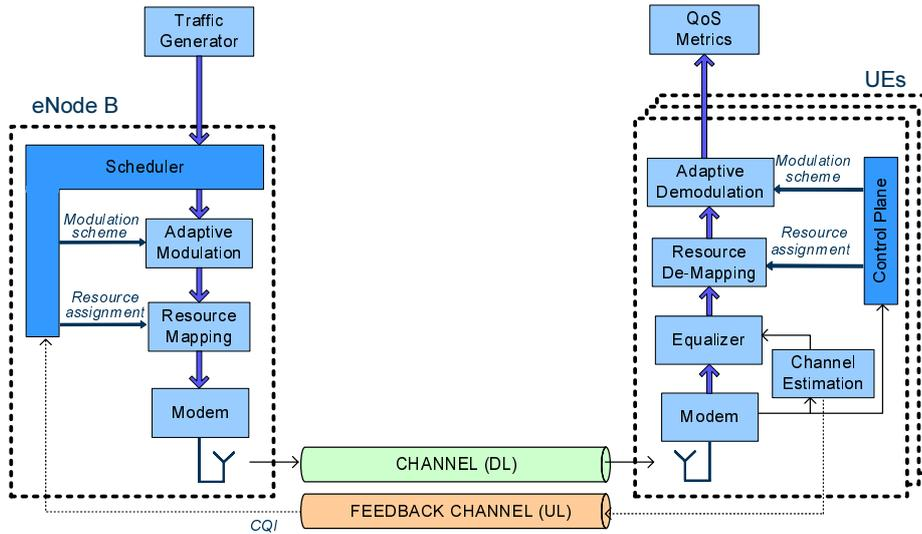 Traffic
Generator
QoS
Metrics
eNode B
UEs
Scheduler
Modulation
scheme
Adaptive
Modulation
Resource
assignment
Resource
Mapping
Modem
Adaptive
Demodulation
Modulation
scheme
Resource
De-Mapping
Resource
assignment
Control Plane
Equalizer
Channel
Estimation
Modem
CHANNEL (DL)
FEEDBACK CHANNEL (UL)
CQI